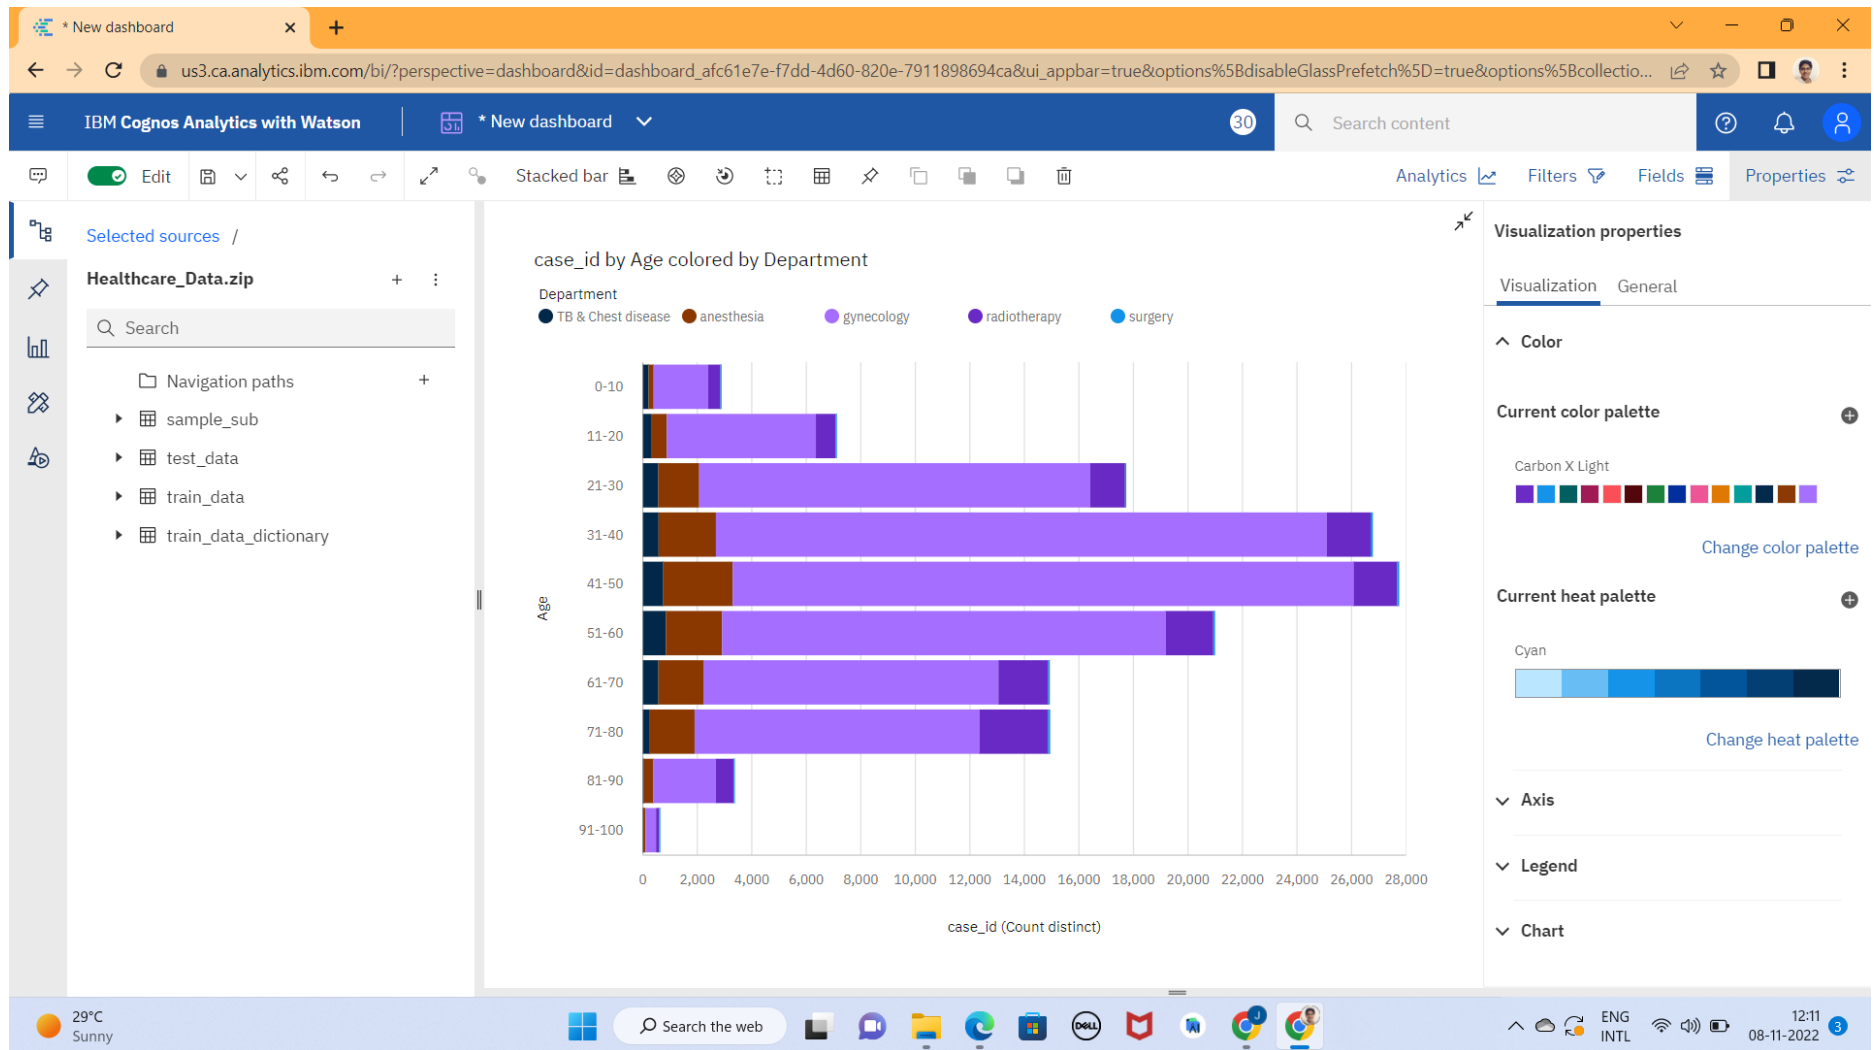 * New dashboard
us3.ca.analytics.ibm.com/bi/?perspective=dashboard&id=dashboard_afc61e7e-f7dd-4d60-820e-7911898694ca&ui_appbar=true&options%5BdisableGlassPrefetch%5D=true&options%5Bcollectio...
IBM Cognos Analytics with Watson
* New dashboard
30
Search content
Edit
Stacked bar
Analytics
Filters
Fields
Properties
Selected sources /
Healthcare_Data.zip
Search
Navigation paths
sample_sub
test_data
train_data
train_data_dictionary
case_id by Age colored by Department
Department
TB & Chest disease anesthesia gynecology radiotherapy surgery
0-10
11-20
21-30
31-40
41-50
51-60
61-70
71-80
81-90
91-100
Age
0 2,000 4,000 6,000 8,000 10,000 12,000 14,000 16,000 18,000 20,000 22,000 24,000 26,000 28,000
case_id (Count distinct)
Visualization properties
Visualization General
Color
Current color palette
Carbon X Light
Change color palette
Current heat palette
Cyan
Change heat palette
Axis
Legend
Chart
29°C
Sunny
Search the web
DELL
J
ENG
INTL
12:11
08-11-2022
3